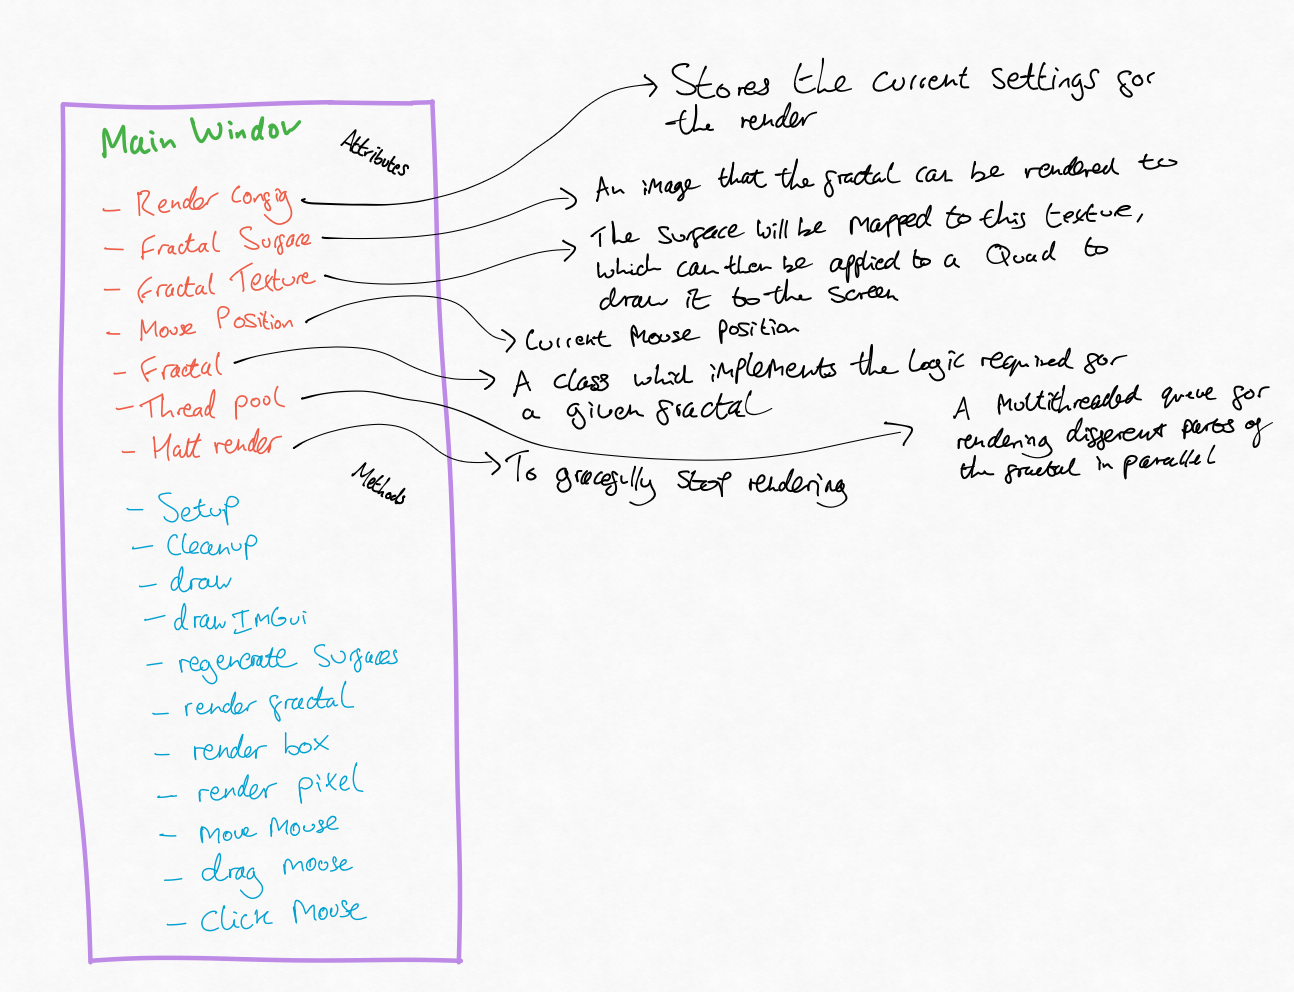 Main Window
Attributes
- Render Config
- Fractal Surface
- Fractal Texture
- Mouse Position
- Fractal
- Thread pool
- Halt render
Methods
- Setup
- Cleanup
- draw
- draw IMGui
- regenerate Surfaces
- render fractal
- render box
- render pixel
- Move Mouse
- drag mouse
- Click Mouse
Stores the current settings for
the render
An image that the fractal can be rendered to
The surface will be mapped to this texture,
which can then be applied to a Quad to
draw it to the screen
Current Mouse Position
A class which implements the logic required for
a given fractal
A Multithreaded queue for
rendering different parts of
the fractal in parallel
To gracefully stop rendering